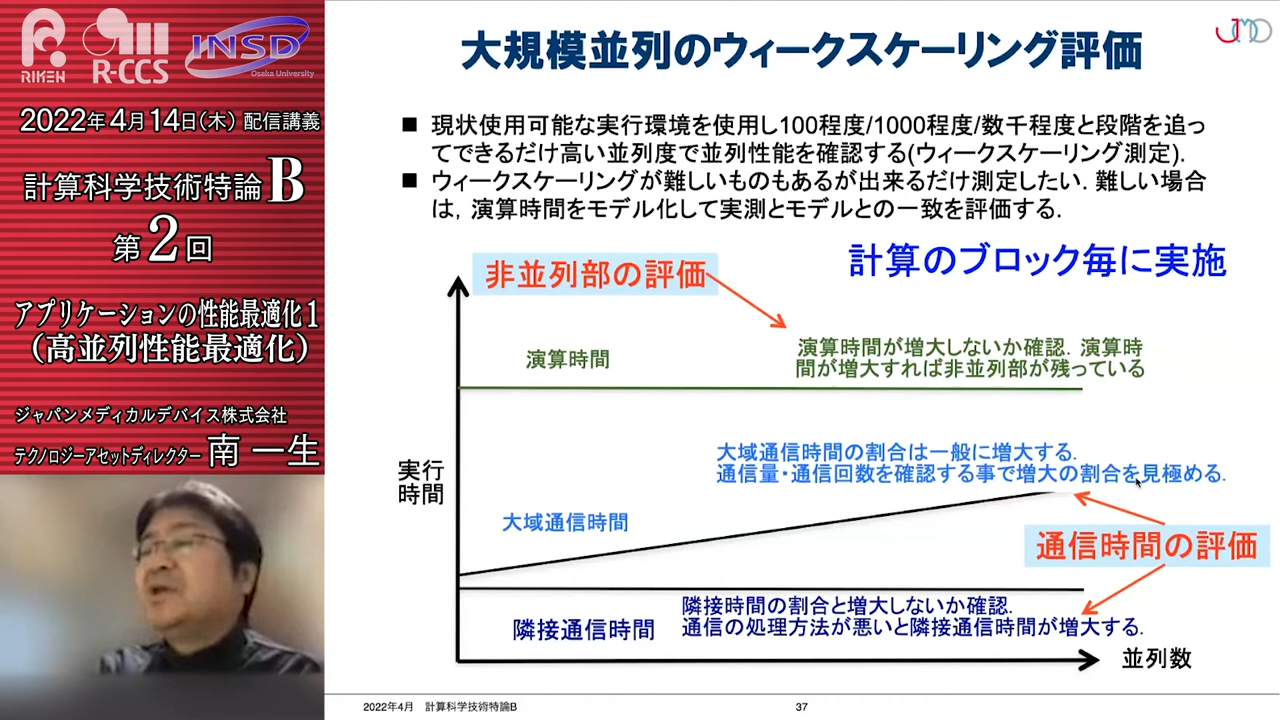 RIKEN
R-CCS
INSD
Osaka University
2022年4月14日(木) 配信講義
計算科学技術特論B
第2回
アプリケーションの性能最適化1
(高並列性能最適化)
ジャパンメディカルデバイス株式会社
テクノロジーアセットディレクター 南 一生
JMD
大規模並列のウィークスケーリング評価
■ 現状使用可能な実行環境を使用し100程度/1000程度/数千程度と段階を追っ
てできるだけ高い並列度で並列性能を確認する(ウィークスケーリング測定).
■ ウィークスケーリングが難しいものもあるが出来るだけ測定したい. 難しい場合
は, 演算時間をモデル化して実測とモデルとの一致を評価する.
計算のブロック毎に実施
非並列部の評価
演算時間
演算時間が増大しないか確認. 演算時
間が増大すれば非並列部が残っている
大域通信時間の割合は一般に増大する.
通信量・通信回数を確認する事で増大の割合を見極める.
実行
時間
大域通信時間
通信時間の評価
隣接時間の割合と増大しないか確認.
通信の処理方法が悪いと隣接通信時間が増大する.
隣接通信時間
並列数
2022年4月 計算科学技術特論B
37